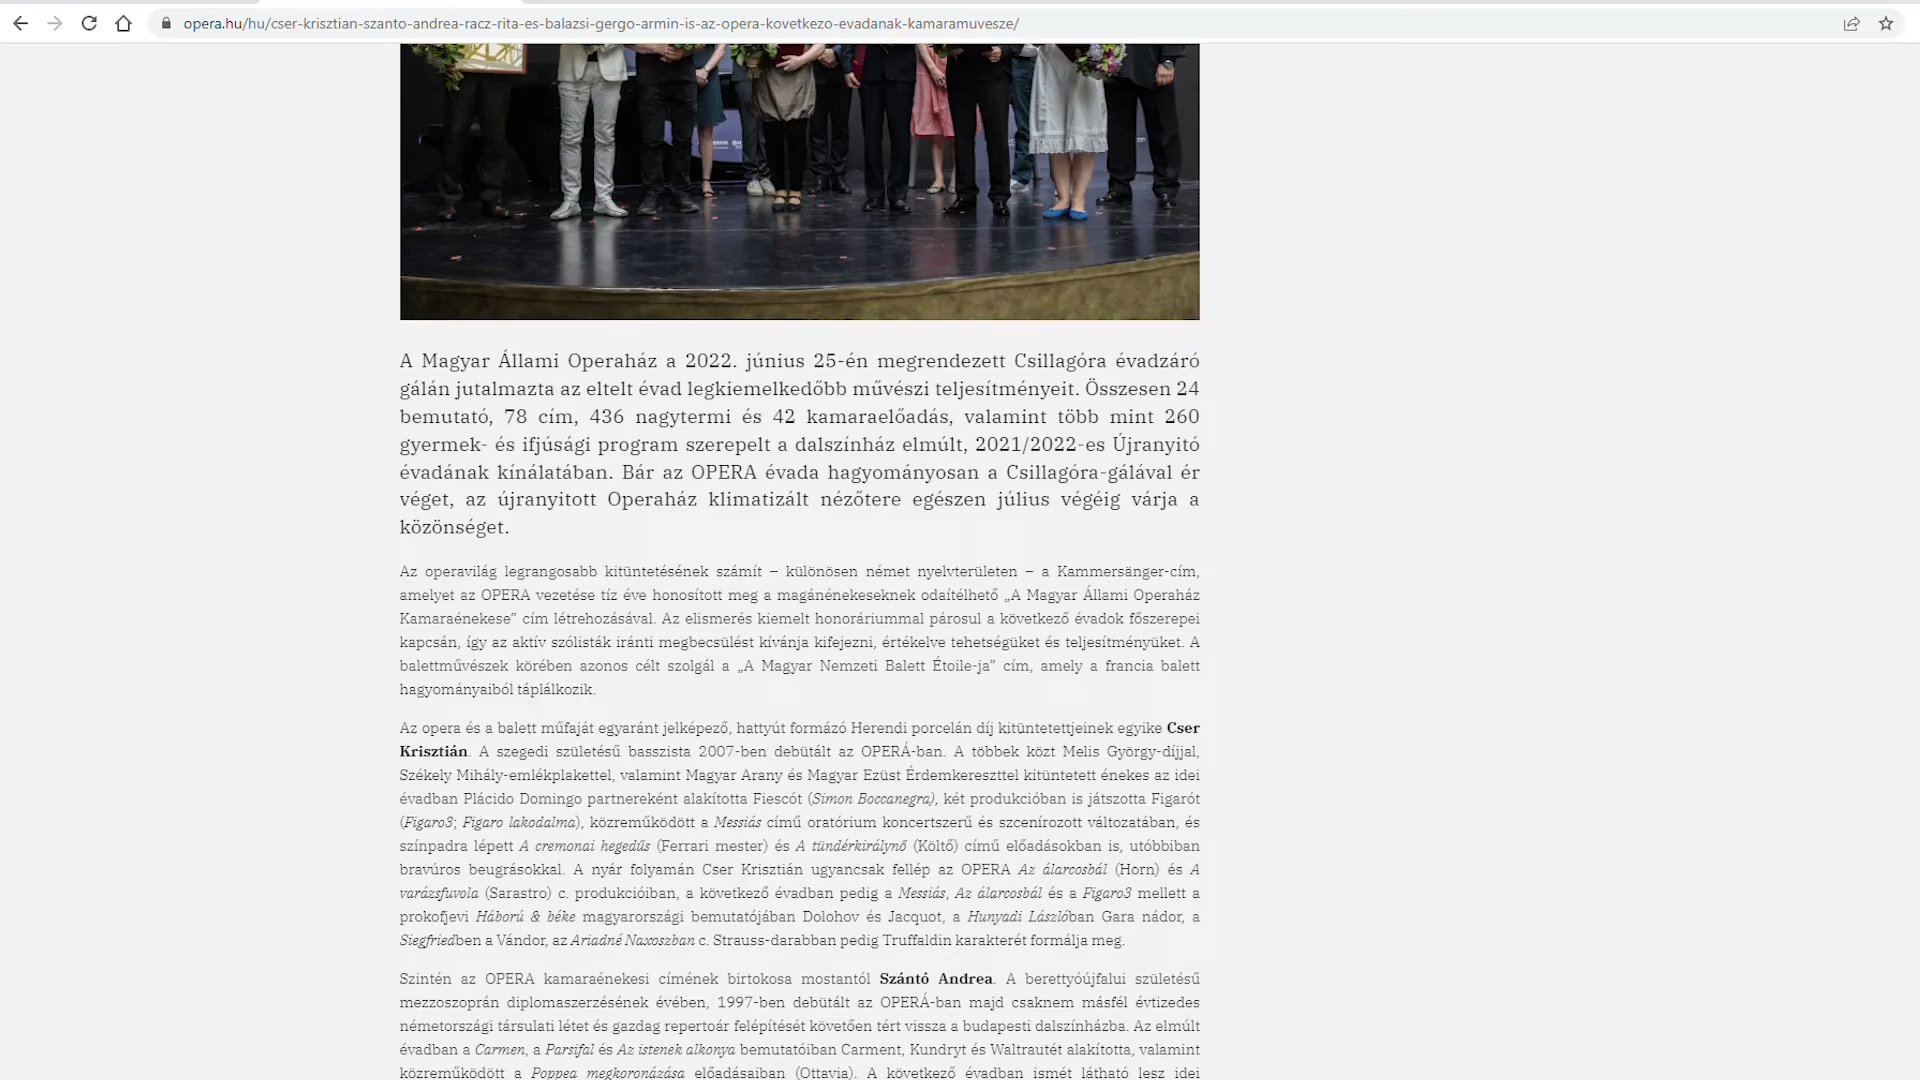 opera.hu/hu/cser-krisztian-szanto-andrea-racz-rita-es-balazsi-gergo-armin-is-az-opera-kovetkezo-evadanak-kamaramuvesze/
A Magyar Állami Operaház a 2022. június 25-én megrendezett Csillagóra évadzáró
gálán jutalmazta az eltelt évad legkiemelkedőbb művészi teljesítményeit. Összesen 24
bemutató, 78 cím, 436 nagytermi és 42 kamaraelőadás, valamint több mint 260
gyermek- és ifjúsági program szerepelt a dalszínház elmúlt, 2021/2022-es Újranyitó
évadának kínálatában. Bár az OPERA évada hagyományosan a Csillagóra-gálával ér
véget, az újranyitott Operaház klimatizált nézőtere egészen július végéig várja a
közönséget.
Az operavilág legrangosabb kitüntetésének számít – különösen német nyelvterületen – a Kammersänger-cím,
amelyet az OPERA vezetése tíz éve honosított meg a magánénekeseknek odaítélhető „A Magyar Állami Operaház
Kamaraénekese” cím létrehozásával. Az elismerés kiemelt honoráriummal párosul a következő évadok főszerepei
kapcsán, így az aktív szólisták iránti megbecsülést kívánja kifejezni, értékelve tehetségüket és teljesítményüket. A
balettművészek körében azonos célt szolgál a „A Magyar Nemzeti Balett Étoile-ja” cím, amely a francia balett
hagyományaiból táplálkozik.
Az opera és a balett műfaját egyaránt jelképező, hattyút formázó Herendi porcelán díj kitüntetettjeinek egyike Cser
Krisztián. A szegedi születésű basszista 2007-ben debütált az OPERÁ-ban. A többek közt Melis György-díjjal,
Székely Mihály-emlékplakettel, valamint Magyar Arany és Magyar Ezüst Érdemkereszttel kitüntetett énekes az idei
évadban Plácido Domingo partnereként alakította Fiescót (Simon Boccanegra), két produkcióban is játszotta Figarót
(Figaro3; Figaro lakodalma), közreműködött a Messiás című oratórium koncertszerű és szcenírozott változatában, és
színpadra lépett A cremonai hegedűs (Ferrari mester) és A tündérkirálynő (Költő) című előadásokban is, utóbbiban
bravúros beugrásokkal. A nyár folyamán Cser Krisztián ugyancsak fellép az OPERA Az álarcosbál (Horn) és A
varázsfuvola (Sarastro) c. produkcióiban, a következő évadban pedig a Messiás, Az álarcosbál és a Figaro3 mellett a
prokofjevi Háború & béke magyarországi bemutatójában Dolohov és Jacquot, a Hunyadi Lászlóban Gara nádor, a
Siegfriedben a Vándor, az Ariadné Naxoszban c. Strauss-darabban pedig Truffaldin karakterét formálja meg.
Szintén az OPERA kamaraénekesi címének birtokosa mostantól Szántó Andrea. A berettyóújfalui születésű
mezzoszoprán diplomaszerzésének évében, 1997-ben debütált az OPERÁ-ban majd csaknem másfél évtizedes
németországi társulati létet és gazdag repertoár felépítését követően tért vissza a budapesti dalszínházba. Az elmúlt
évadban a Carmen, a Parsifal és Az istenek alkonya bemutatóiban Carment, Kundryt és Waltrautét alakította, valamint
közreműködött a Poppea megkoronázása előadásaiban (Ottavia). A következő évadban ismét látható lesz idei